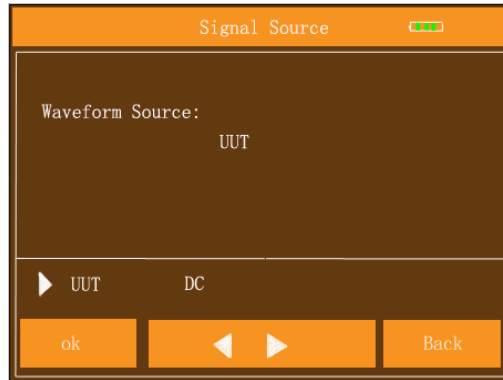 Signal Source
Waveform Source:
UUT
UUT DC
ok Back